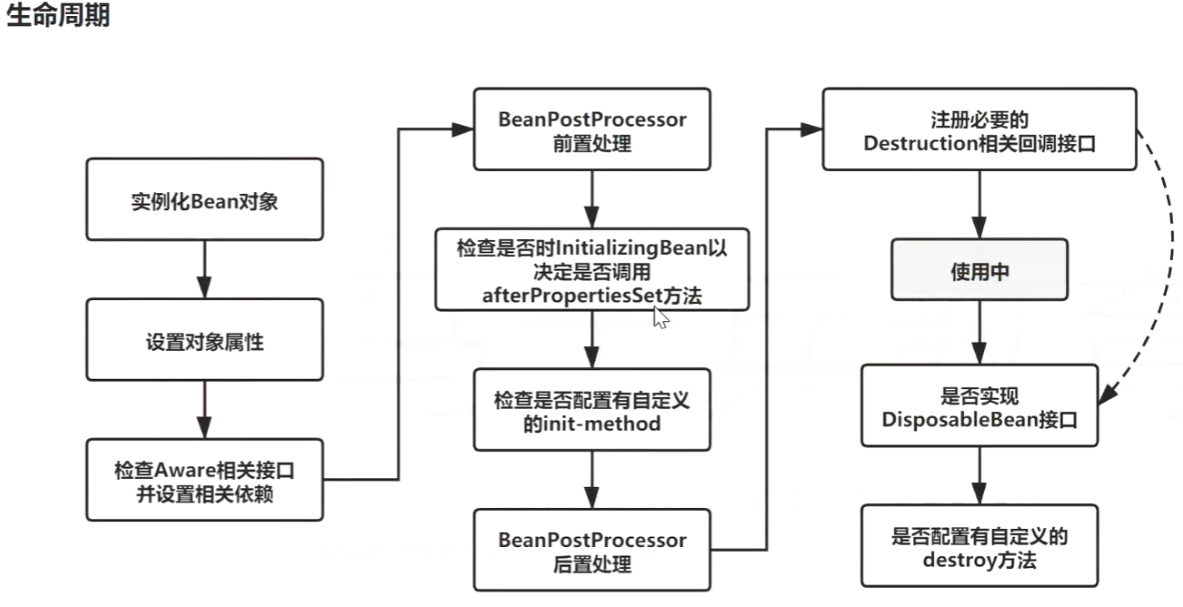 生命周期
实例化Bean对象
设置对象属性
检查Aware相关接口
并设置相关依赖
BeanPostProcessor
前置处理
检查是否时InitializingBean以
决定是否调用
afterPropertiesSet方法
检查是否配置有自定义
的init-method
BeanPostProcessor
后置处理
注册必要的
Destruction相关回调接口
使用中
是否实现
DisposableBean接口
是否配置有自定义的
destroy方法